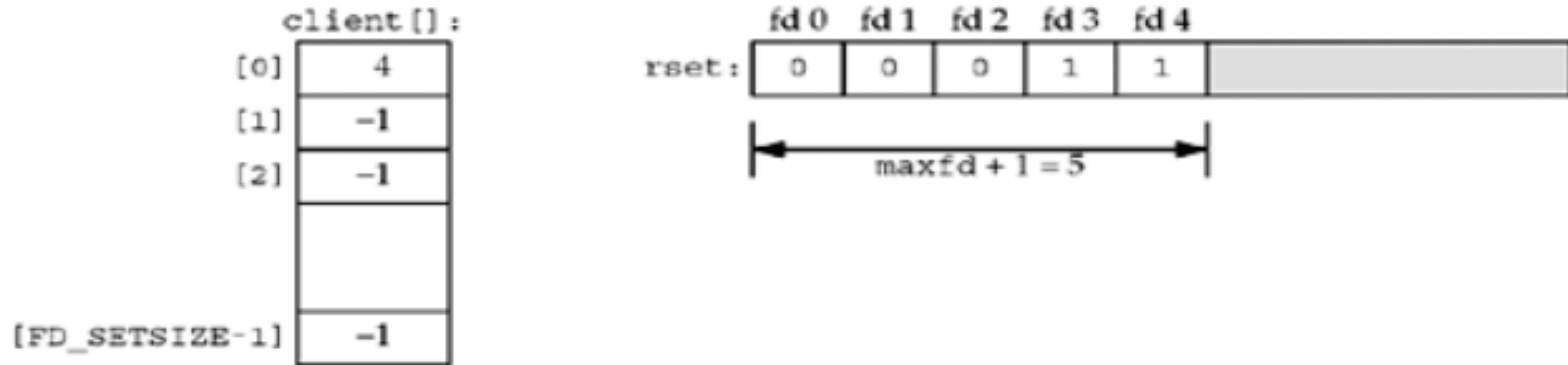 client[]:
[0] 4
[1] −1
[2] −1
[FD_SETSIZE-1] −1
fd 0 fd 1 fd 2 fd 3 fd 4
rset: 0 0 0 1 1
maxfd + 1 = 5